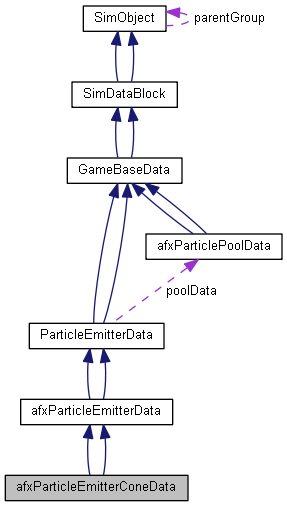 SimObject
parentGroup
SimDataBlock
GameBaseData
afxParticlePoolData
poolData
ParticleEmitterData
afxParticleEmitterData
afxParticleEmitterConeData